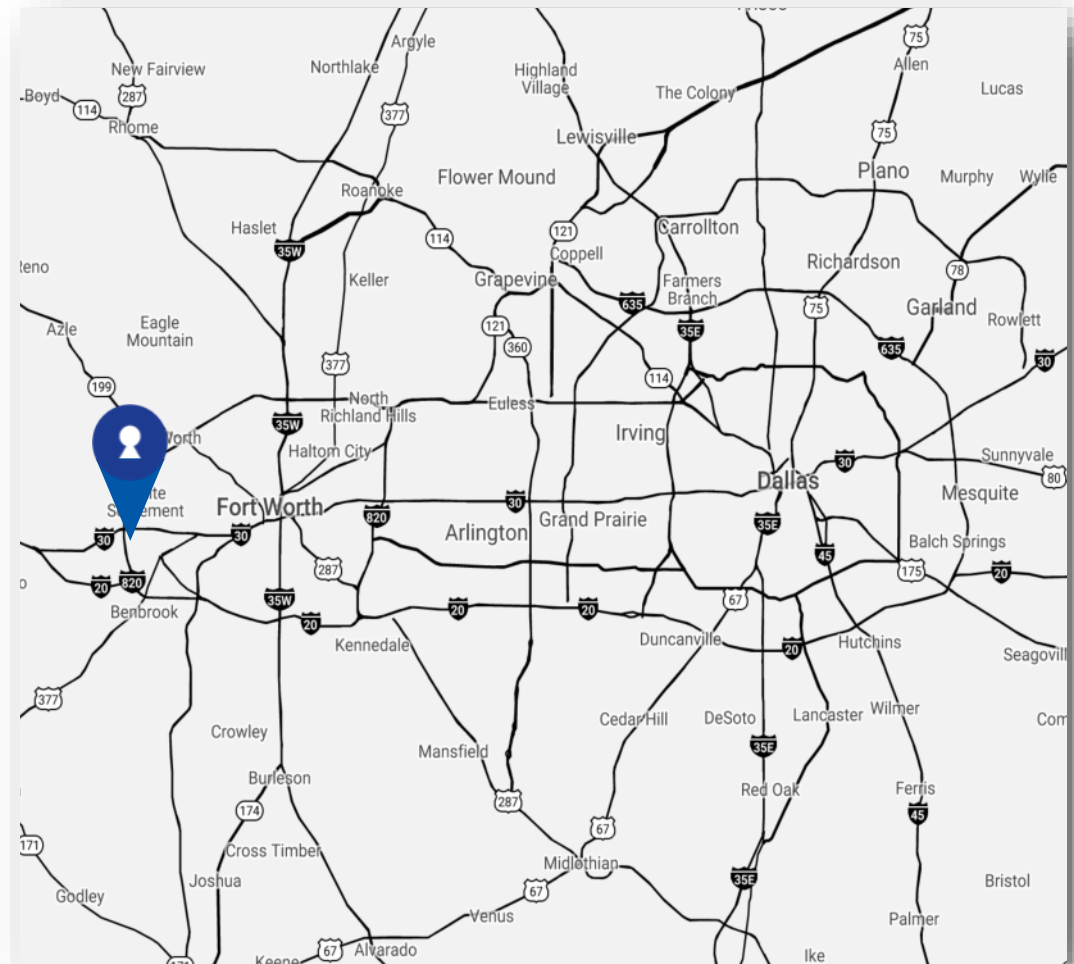 Argyle
75
New Fairview
Northlake
Highland
Village
Allen
287
Boyd
114
The Colony
Lucas
377
Rhome
Lewisville
75
Plano
Roanoke
Flower Mound
Murphy
Wylie
Haslet
114
121
Carrollton
35W
Coppell
Richardson
78
Keller
Grapevine
Farmers
Branch
635
75
Garland
Azle
Eagle
Mountain
121
35E
Rowlett
360
635
30
377
114
199
North
Richland Hills
Euless
35W
Irving
Haltom City
30
Sunnyvale
80
Dallas
Mesquite
Fort Worth
30
820
Grand Prairie
35E
Arlington
30
30
45
Balch Springs
287
175
20
20
820
35W
67
Benbrook
20
20
20
Kennedale
Duncanville
20
Hutchins
377
Cedar Hill
DeSoto
Lancaster
Wilmer
Crowley
Mansfield
35E
Burleson
Red Oak
Ferris
174
287
45
67
171
Cross Timber
Midlothian
35E
Joshua
Godley
67
Bristol
Venus
Palmer
67
Alvarado
Ike